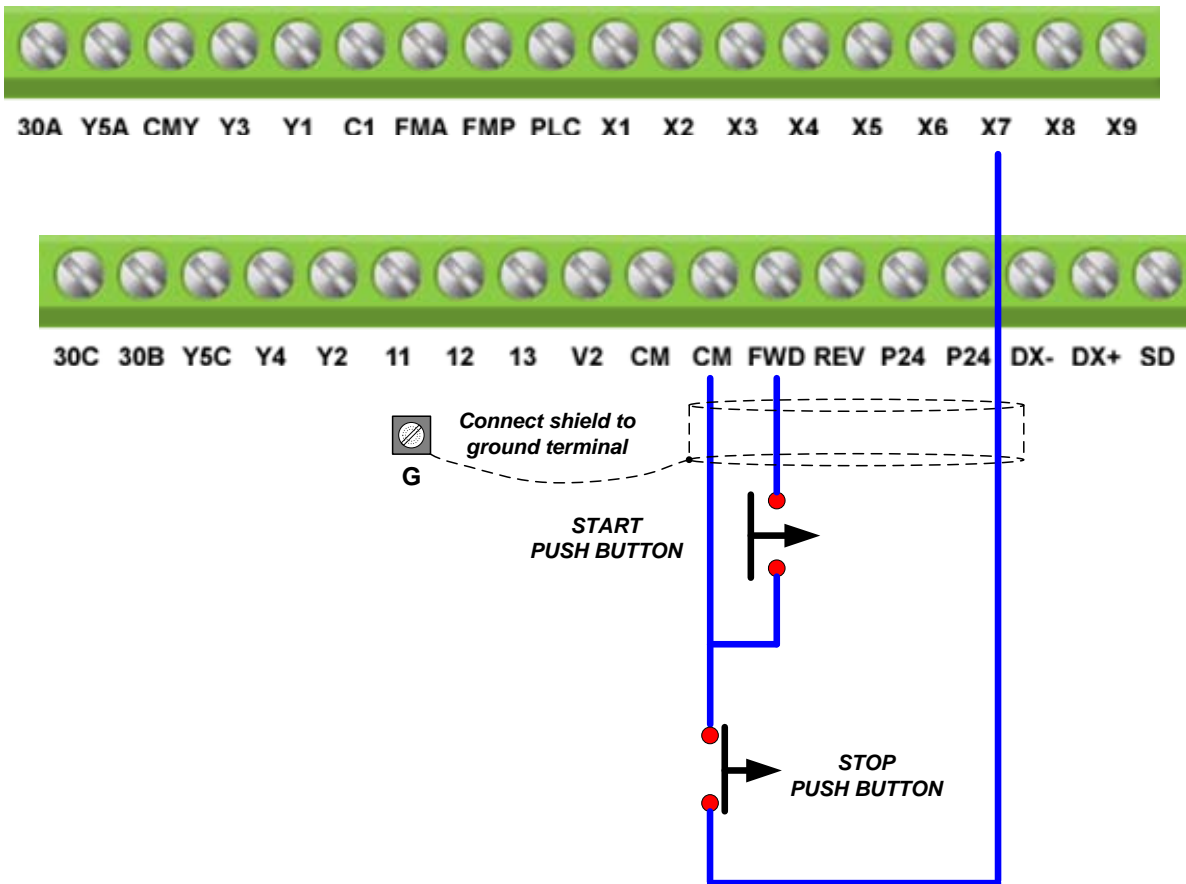 30A Y5A CMY Y3 Y1 C1 FMA FMP PLC X1 X2 X3 X4 X5 X6 X7 X8 X9
30C 30B Y5C Y4 Y2 11 12 13 V2 CM CM FWD REV P24 P24 DX- DX+ SD
Connect shield to
ground terminal
G
START
PUSH BUTTON
STOP
PUSH BUTTON